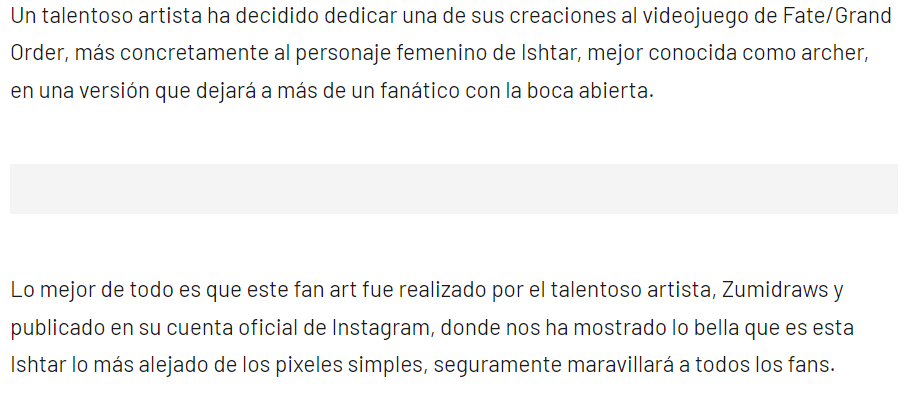 Un talentoso artista ha decidido dedicar una de sus creaciones al videojuego de Fate/Grand
Order, más concretamente al personaje femenino de Ishtar, mejor conocida como archer,
en una versión que dejará a más de un fanático con la boca abierta.
Lo mejor de todo es que este fan art fue realizado por el talentoso artista, Zumidraws y
publicado en su cuenta oficial de Instagram, donde nos ha mostrado lo bella que es esta
Ishtar lo más alejado de los pixeles simples, seguramente maravillará a todos los fans.